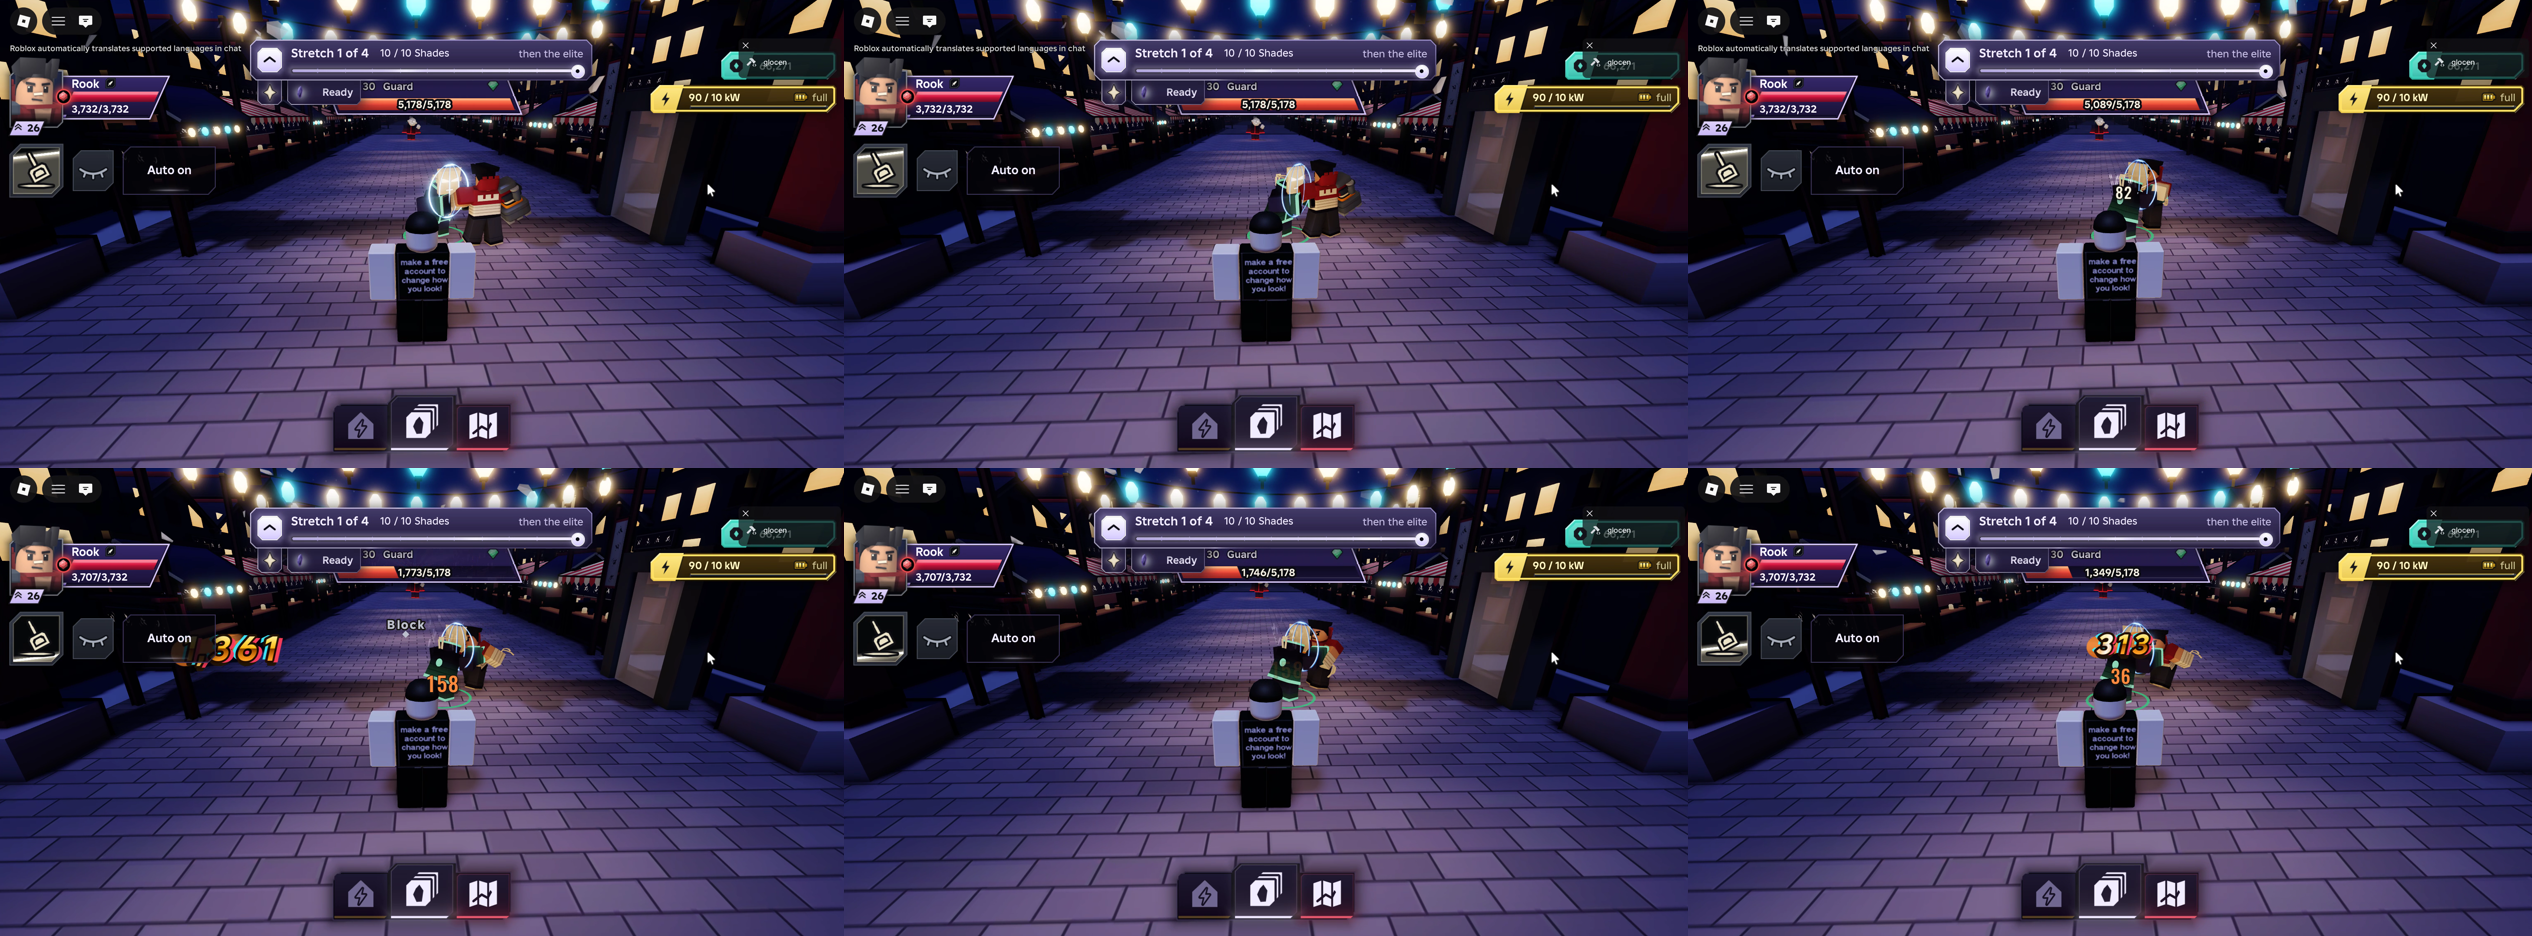 Roblox automatically translates supported languages in chat
Stretch 1 of 4 10 / 10 Shades then the elite
glocen
Rook
3,732/3,732
26
Ready
30 Guard
5,178/5,178
90 / 10 kW full
Auto on
make a free
account to
change how
you look!
Roblox automatically translates supported languages in chat
Stretch 1 of 4 10 / 10 Shades then the elite
glocen
Rook
3,732/3,732
26
Ready
30 Guard
5,178/5,178
90 / 10 kW full
Auto on
make a free
account to
change how
you look!
Roblox automatically translates supported languages in chat
Stretch 1 of 4 10 / 10 Shades then the elite
glocen
Rook
3,732/3,732
26
Ready
30 Guard
5,089/5,178
90 / 10 kW full
Auto on
82
make a free
account to
change how
you look!
Stretch 1 of 4 10 / 10 Shades then the elite
glocen
Rook
3,707/3,732
26
Ready
30 Guard
1,773/5,178
90 / 10 kW full
Auto on
361
Block
158
make a free
account to
change how
you look!
Stretch 1 of 4 10 / 10 Shades then the elite
glocen
Rook
3,707/3,732
26
Ready
30 Guard
1,746/5,178
90 / 10 kW full
Auto on
make a free
account to
change how
you look!
Stretch 1 of 4 10 / 10 Shades then the elite
glocen
Rook
3,707/3,732
26
Ready
30 Guard
1,349/5,178
90 / 10 kW full
Auto on
313
36
make a free
account to
change how
you look!